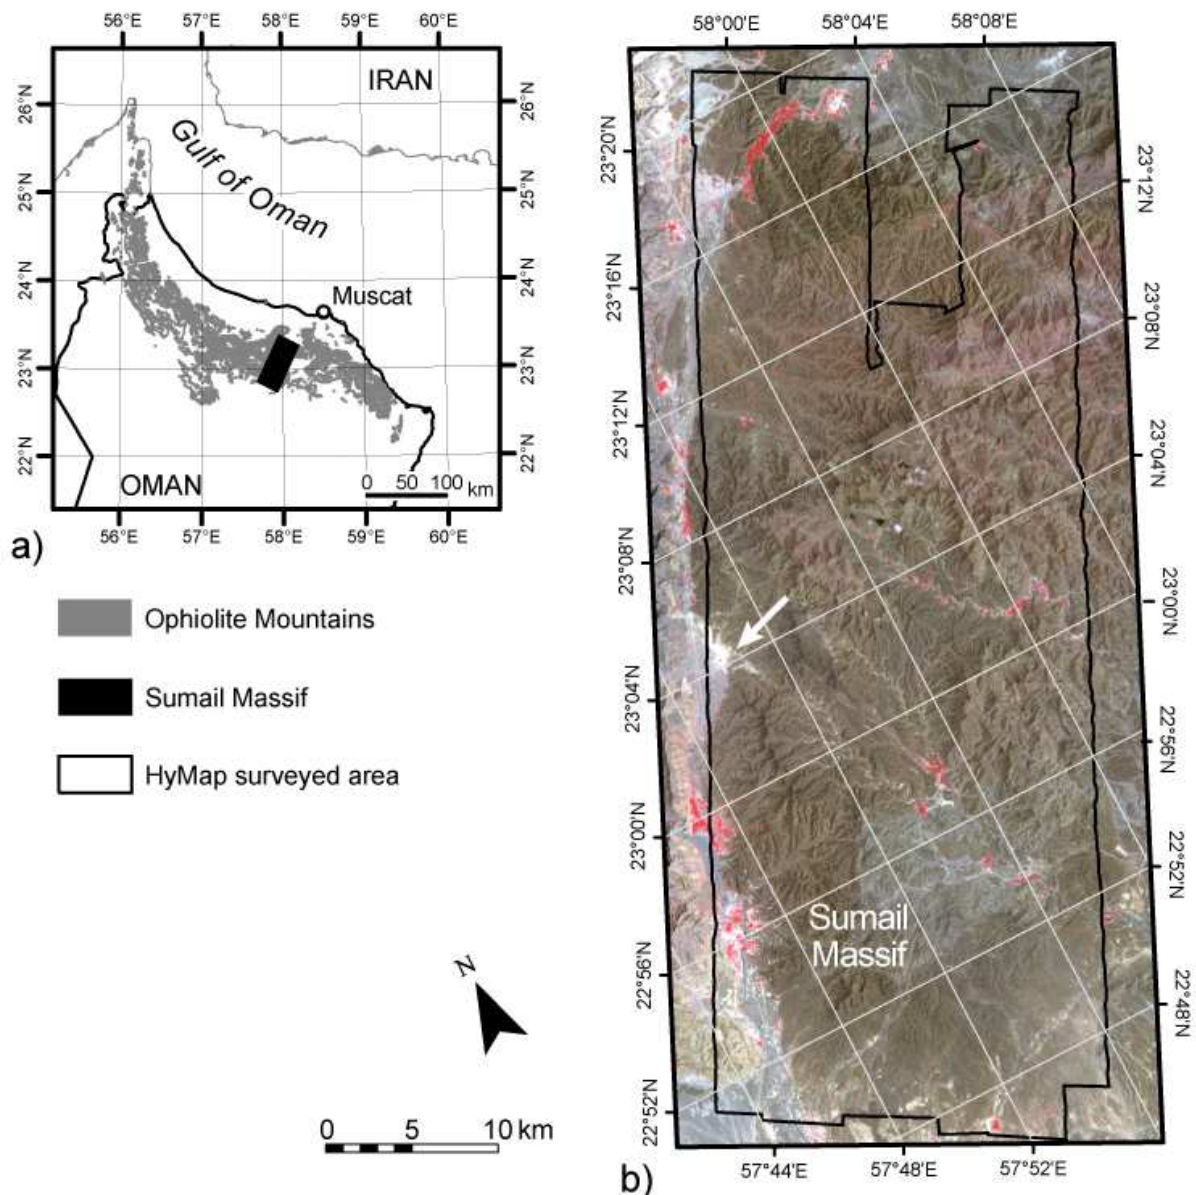 56°E 57°E 58°E 59°E 60°E
58°00'E 58°04'E 58°08'E
IRAN
26°N 26°N
Gulf of Oman
25°N 25°N
24°N 24°N
Muscat
23°N 23°N
22°N 22°N
OMAN
0 50 100
km
56°E 57°E 58°E 59°E 60°E
a)
Ophiolite Mountains
Sumail Massif
HyMap surveyed area
N
0 5 10 km
23°20'N
23°16'N
23°12'N
23°08'N
23°04'N
23°00'N
22°56'N
22°52'N
23°12'N
23°08'N
23°04'N
23°00'N
22°56'N
22°52'N
22°48'N
Sumail
Massif
57°44'E 57°48'E 57°52'E
b)